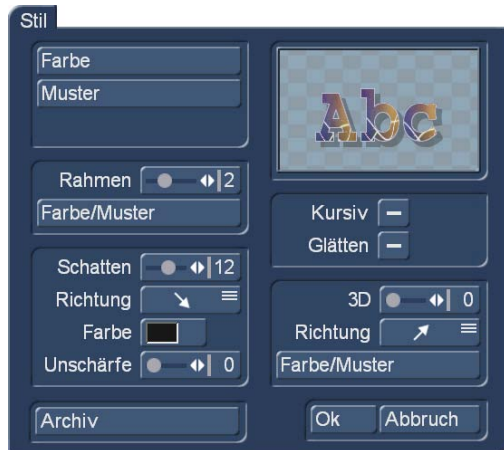 Stil
Farbe
Muster
Abc
Rahmen 2
Farbe/Muster
Kursiv
Glätten
Schatten 12
Richtung
Farbe
Unschärfe 0
3D 0
Richtung
Farbe/Muster
Archiv
Ok Abbruch